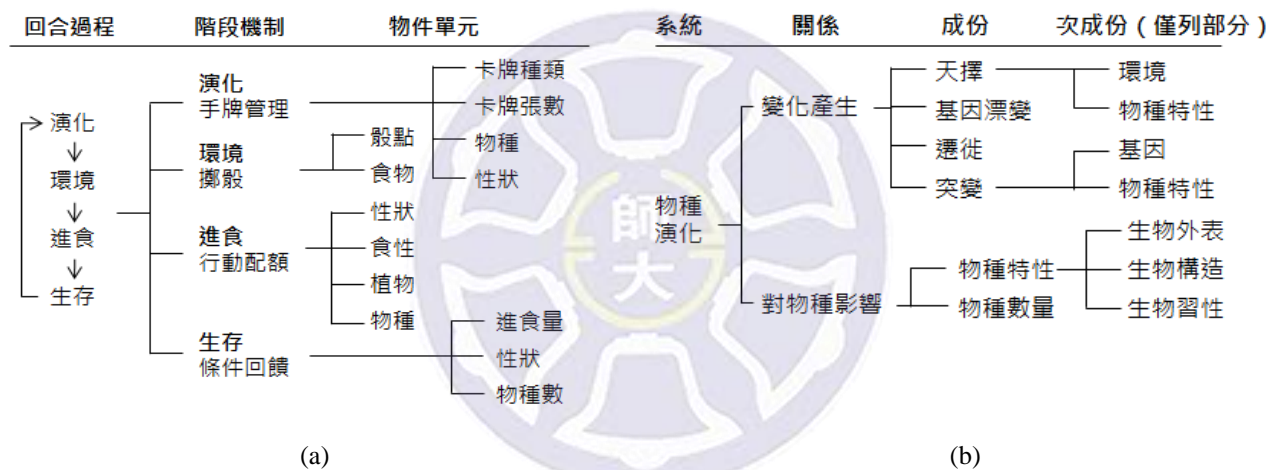 回合過程 階段機制 物件單元
演化
環境
進食
生存
演化
手牌管理
環境
擲骰
進食
行動配額
生存
條件回饋
卡牌種類
卡牌張數
物種
性狀
骰點
食物
性狀
食性
植物
物種
進食量
性狀
物種數
(a)
系統 關係 成份 次成份（僅列部分）
物種
演化
變化產生
對物種影響
天擇
基因漂變
遷徙
突變
環境
物種特性
基因
物種特性
物種特性
物種數量
生物外表
生物構造
生物習性
(b)
師
大